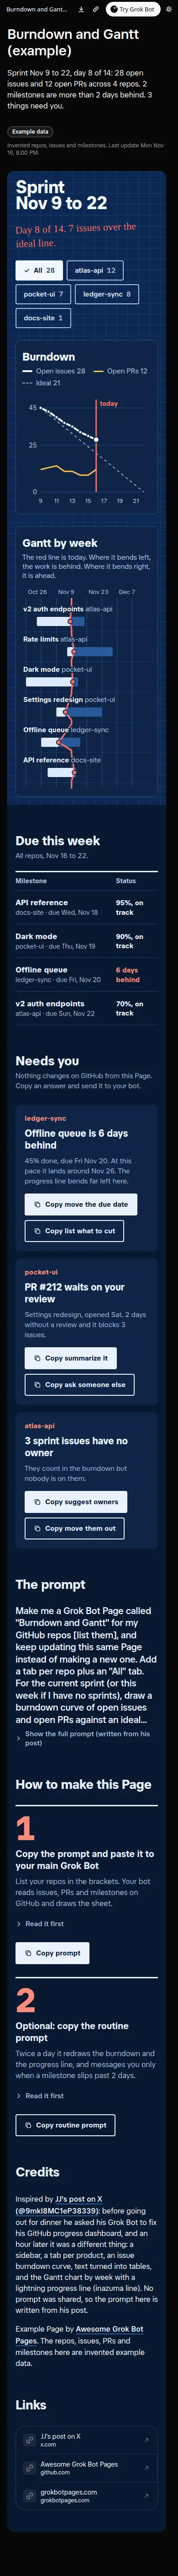 Burndown and Gantt...
Try Grok Bot
Burndown and Gantt
(example)
Sprint Nov 9 to 22, day 8 of 14: 28 open
issues and 12 open PRs across 4 repos. 2
milestones are more than 2 days behind. 3
things need you.
Example data
Invented repos, issues and milestones. Last update Mon Nov
16, 8:00 PM.
Sprint
Nov 9 to 22
Day 8 of 14. 7 issues over the
ideal line.
All 28
atlas-api 12
pocket-ui 7
ledger-sync 8
docs-site 1
Burndown
Open issues 28
Open PRs 12
Ideal 21
today
45
25
0
9 11 13 15 17 19 21
Gantt by week
The red line is today. Where it bends left,
the work is behind. Where it bends right,
it is ahead.
Oct 26 Nov 9 Nov 23 Dec 7
v2 auth endpoints atlas-api
Rate limits atlas-api
Dark mode pocket-ui
Settings redesign pocket-ui
Offline queue ledger-sync
API reference docs-site
Due this week
All repos, Nov 16 to 22.
Milestone Status
API reference
docs-site · due Wed, Nov 18
95%, on
track
Dark mode
pocket-ui · due Thu, Nov 19
90%, on
track
Offline queue
ledger-sync · due Fri, Nov 20
6 days
behind
v2 auth endpoints
atlas-api · due Sun, Nov 22
70%, on
track
Needs you
Nothing changes on GitHub from this Page.
Copy an answer and send it to your bot.
ledger-sync
Offline queue is 6 days
behind
45% done, due Fri Nov 20. At this
pace it lands around Nov 26. The
progress line bends far left here.
Copy move the due date
Copy list what to cut
pocket-ui
PR #212 waits on your
review
Settings redesign, opened Sat. 2 days
without a review and it blocks 3
issues.
Copy summarize it
Copy ask someone else
atlas-api
3 sprint issues have no
owner
They count in the burndown but
nobody is on them.
Copy suggest owners
Copy move them out
The prompt
Make me a Grok Bot Page called
"Burndown and Gantt" for my
GitHub repos [list them], and
keep updating this same Page
instead of making a new one. Add
a tab per repo plus an "All" tab.
For the current sprint (or this
week if I have no sprints), draw a
burndown curve of open issues
and open PRs against an ideal...
Show the full prompt (written from his
post)
How to make this Page
1
Copy the prompt and paste it to
your main Grok Bot
List your repos in the brackets. Your bot
reads issues, PRs and milestones on
GitHub and draws the sheet.
Read it first
Copy prompt
2
Optional: copy the routine
prompt
Twice a day it redraws the burndown and
the progress line, and messages you only
when a milestone slips past 2 days.
Read it first
Copy routine prompt
Credits
Inspired by JJ's post on X
(@9mkI8MC1eP38339): before going
out for dinner he asked his Grok Bot to fix
his GitHub progress dashboard, and an
hour later it was a different thing: a
sidebar, a tab per product, an issue
burndown curve, text turned into tables,
and the Gantt chart by week with a
lightning progress line (inazuma line). No
prompt was shared, so the prompt here is
written from his post.
Example Page by Awesome Grok Bot
Pages. The repos, issues, PRs and
milestones here are invented example
data.
Links
JJ's post on X
x.com
Awesome Grok Bot Pages
github.com
grokbotpages.com
grokbotpages.com